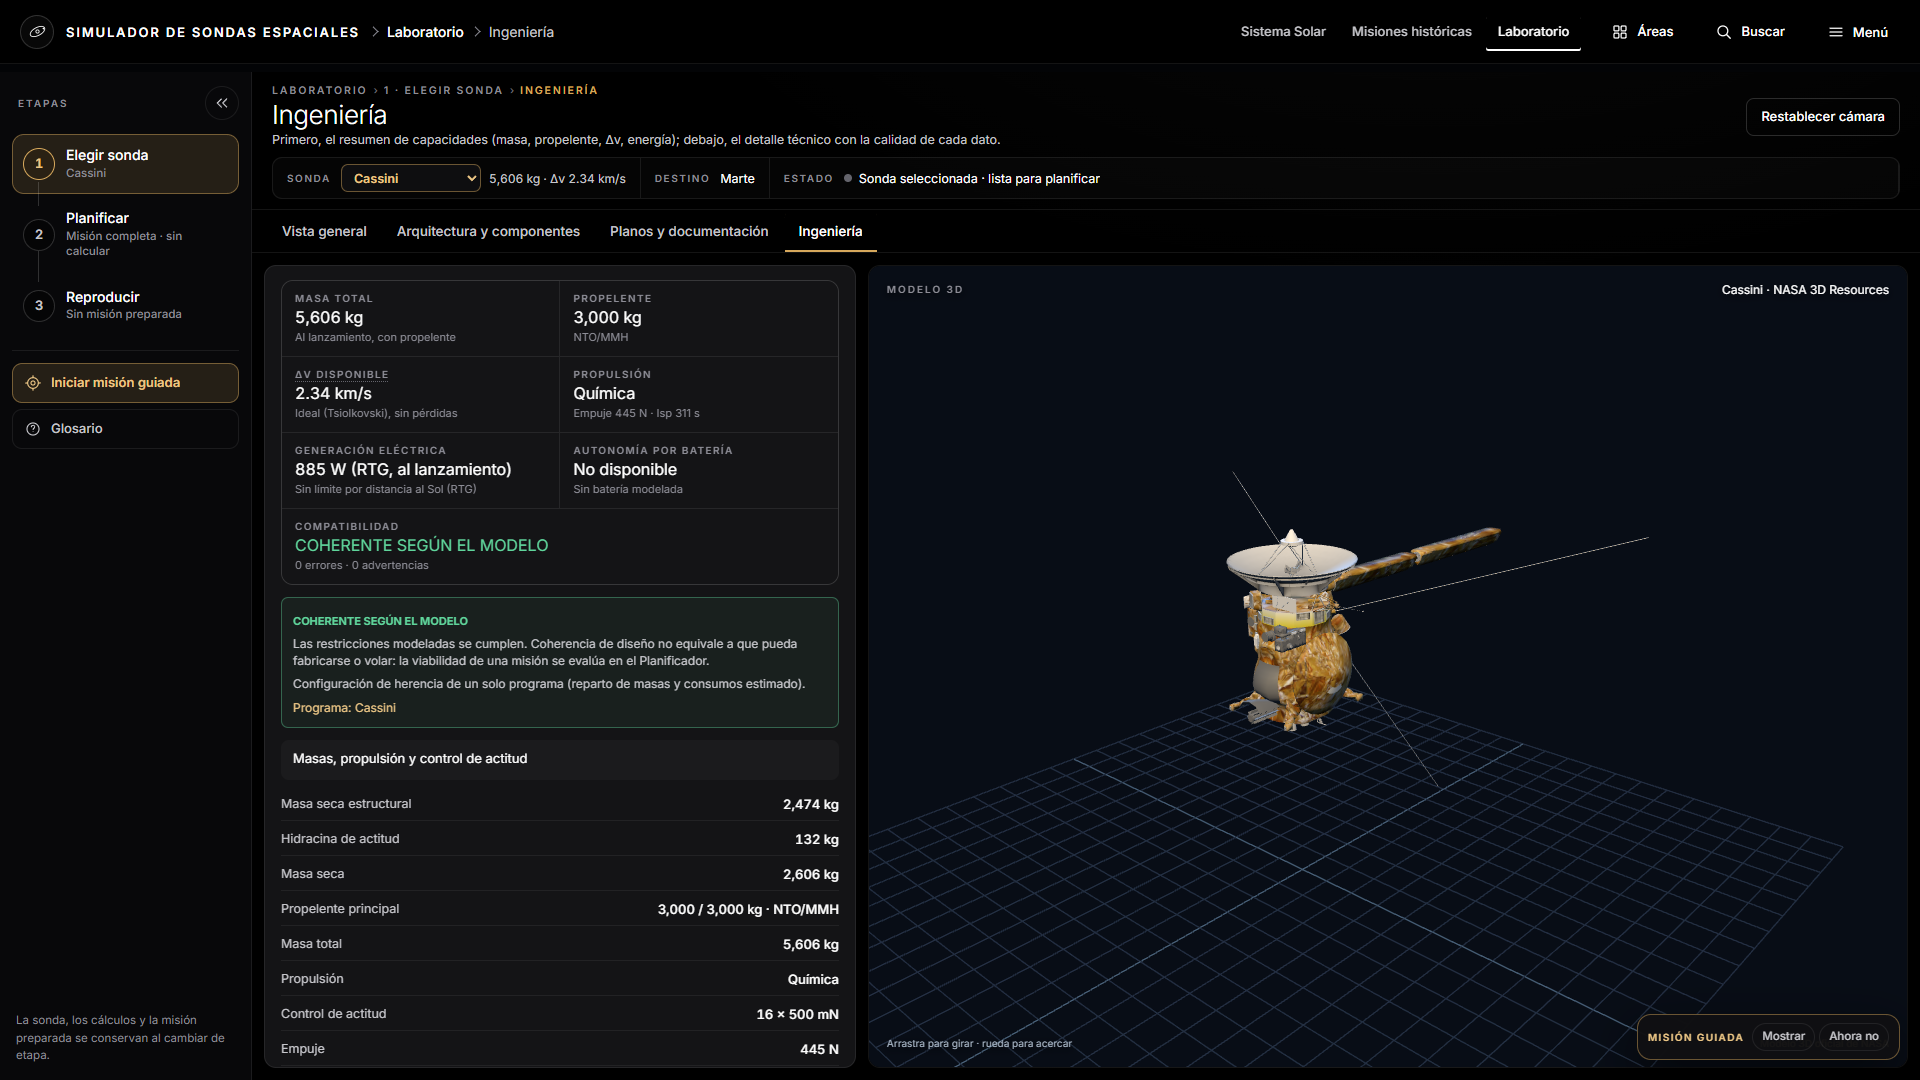 SIMULADOR DE SONDAS ESPACIALES > Laboratorio > Ingeniería
Sistema Solar Misiones históricas Laboratorio Áreas Buscar Menú
ETAPAS
1 Elegir sonda
Cassini
2 Planificar
Misión completa · sin
calcular
3 Reproducir
Sin misión preparada
Iniciar misión guiada
Glosario
La sonda, los cálculos y la misión
preparada se conservan al cambiar de
etapa.
LABORATORIO › 1 · ELEGIR SONDA › INGENIERÍA
Ingeniería
Primero, el resumen de capacidades (masa, propelente, Δv, energía); debajo, el detalle técnico con la calidad de cada dato.
Restablecer cámara
SONDA Cassini 5,606 kg · Δv 2.34 km/s DESTINO Marte ESTADO Sonda seleccionada · lista para planificar
Vista general Arquitectura y componentes Planos y documentación Ingeniería
MASA TOTAL
5,606 kg
Al lanzamiento, con propelente
PROPELENTE
3,000 kg
NTO/MMH
ΔV DISPONIBLE
2.34 km/s
Ideal (Tsiolkovski), sin pérdidas
PROPULSIÓN
Química
Empuje 445 N · Isp 311 s
GENERACIÓN ELÉCTRICA
885 W (RTG, al lanzamiento)
Sin límite por distancia al Sol (RTG)
AUTONOMÍA POR BATERÍA
No disponible
Sin batería modelada
COMPATIBILIDAD
COHERENTE SEGÚN EL MODELO
0 errores · 0 advertencias
COHERENTE SEGÚN EL MODELO
Las restricciones modeladas se cumplen. Coherencia de diseño no equivale a que pueda
fabricarse o volar: la viabilidad de una misión se evalúa en el Planificador.
Configuración de herencia de un solo programa (reparto de masas y consumos estimado).
Programa: Cassini
Masas, propulsión y control de actitud
Masa seca estructural 2,474 kg
Hidracina de actitud 132 kg
Masa seca 2,606 kg
Propelente principal 3,000 / 3,000 kg · NTO/MMH
Masa total 5,606 kg
Propulsión Química
Control de actitud 16 × 500 mN
Empuje 445 N
MODELO 3D
Cassini · NASA 3D Resources
Arrastra para girar · rueda para acercar
MISIÓN GUIADA Mostrar Ahora no